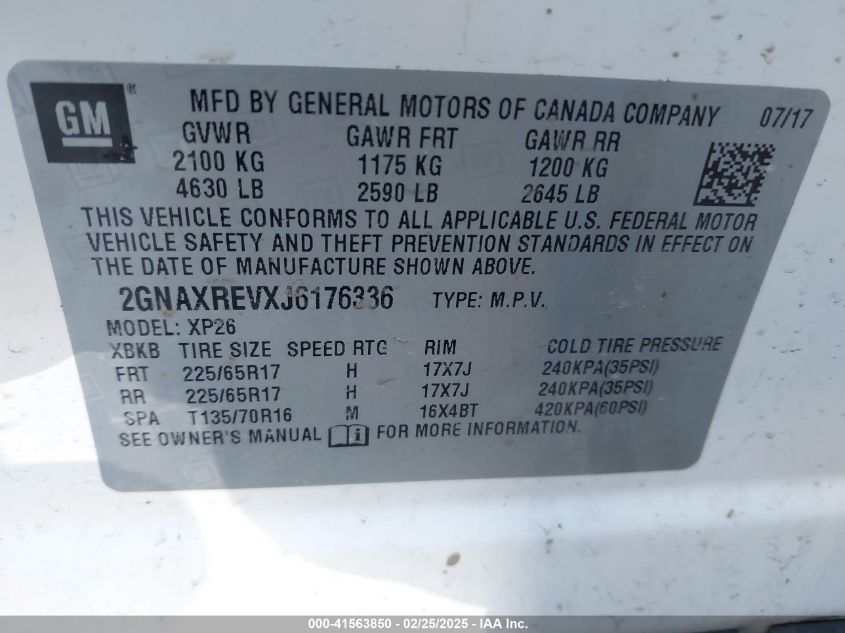 GM ® MFD BY GENERAL MOTORS OF CANADA COMPANY 07/17
GVWR GAWR FRT GAWR RR
2100 KG 1175 KG 1200 KG
4630 LB 2590 LB 2645 LB
THIS VEHICLE CONFORMS TO ALL APPLICABLE U.S. FEDERAL MOTOR
VEHICLE SAFETY AND THEFT PREVENTION STANDARDS IN EFFECT ON
THE DATE OF MANUFACTURE SHOWN ABOVE.
2GNAXREVXJ6176336 TYPE: M.P.V.
MODEL: XP26
XBKB TIRE SIZE SPEED RTG RIM COLD TIRE PRESSURE
FRT 225/65R17 H 17X7J 240KPA(35PSI)
RR 225/65R17 H 17X7J 240KPA(35PSI)
SPA T135/70R16 M 16X4BT 420KPA(60PSI)
SEE OWNER'S MANUAL FOR MORE INFORMATION.
000-41563850 - 02/25/2025 - IAA Inc.